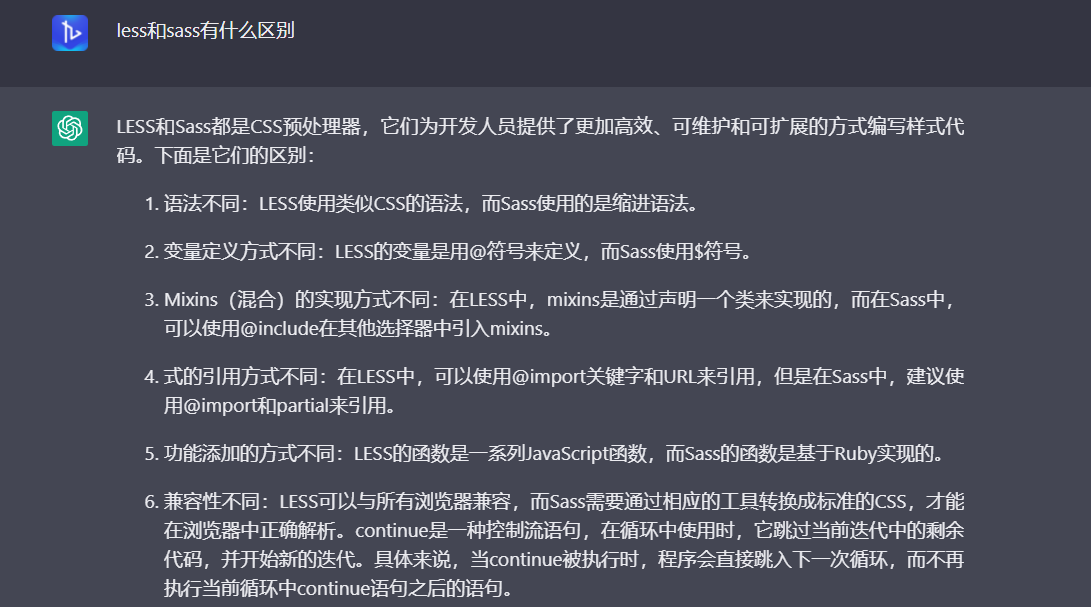 less和sass有什么区别
LESS和Sass都是CSS预处理器，它们为开发人员提供了更加高效、可维护和可扩展的方式编写样式代
码。下面是它们的区别：
1. 语法不同：LESS使用类似CSS的语法，而Sass使用的是缩进语法。
2. 变量定义方式不同：LESS的变量是用@符号来定义，而Sass使用$符号。
3. Mixins（混合）的实现方式不同：在LESS中，mixins是通过声明一个类来实现的，而在Sass中，
可以使用@include在其他选择器中引入mixins。
4. 式的引用方式不同：在LESS中，可以使用@import关键字和URL来引用，但是在Sass中，建议使
用@import和partial来引用。
5. 功能添加的方式不同：LESS的函数是一系列JavaScript函数，而Sass的函数是基于Ruby实现的。
6. 兼容性不同：LESS可以与所有浏览器兼容，而Sass需要通过相应的工具转换成标准的CSS，才能
在浏览器中正确解析。continue是一种控制流语句，在循环中使用时，它跳过当前迭代中的剩余
代码，并开始新的迭代。具体来说，当continue被执行时，程序会直接跳入下一次循环，而不再
执行当前循环中continue语句之后的语句。